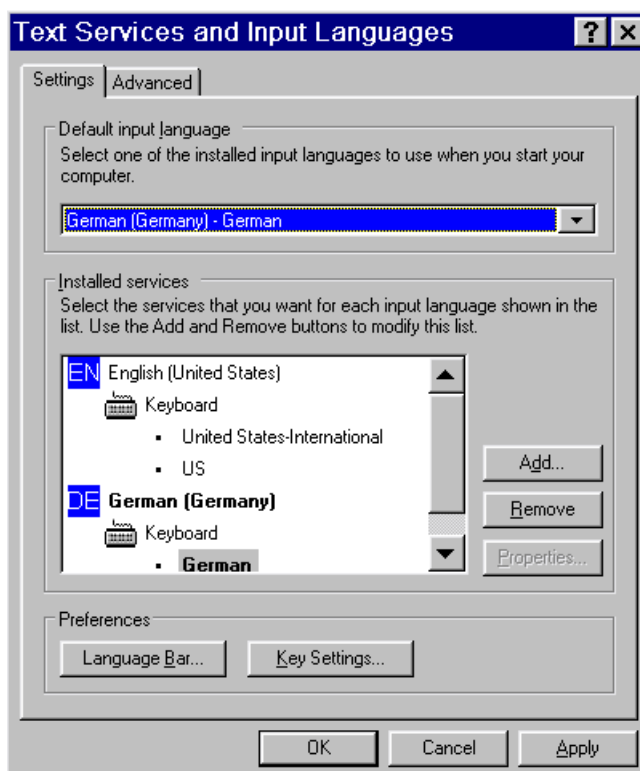 Text Services and Input Languages
Settings
Advanced
Default input language
Select one of the installed input languages to use when you start your
computer.
German (Germany) - German
Installed services
Select the services that you want for each input language shown in the
list. Use the Add and Remove buttons to modify this list.
EN English (United States)
Keyboard
United States-International
US
DE German (Germany)
Keyboard
German
Add...
Remove
Properties...
Preferences
Language Bar...
Key Settings...
OK
Cancel
Apply